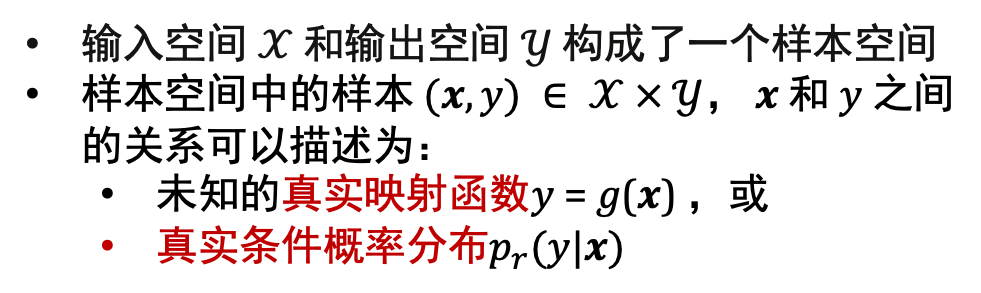 • 输入空间 𝒳 和输出空间 𝒴 构成了一个样本空间
• 样本空间中的样本 (𝒙, 𝑦) ∈ 𝒳 × 𝒴， 𝒙 和 𝑦 之间
的关系可以描述为：
• 未知的真实映射函数𝑦 = 𝑔(𝒙) ，或
• 真实条件概率分布𝑝𝑟(𝑦|𝒙)